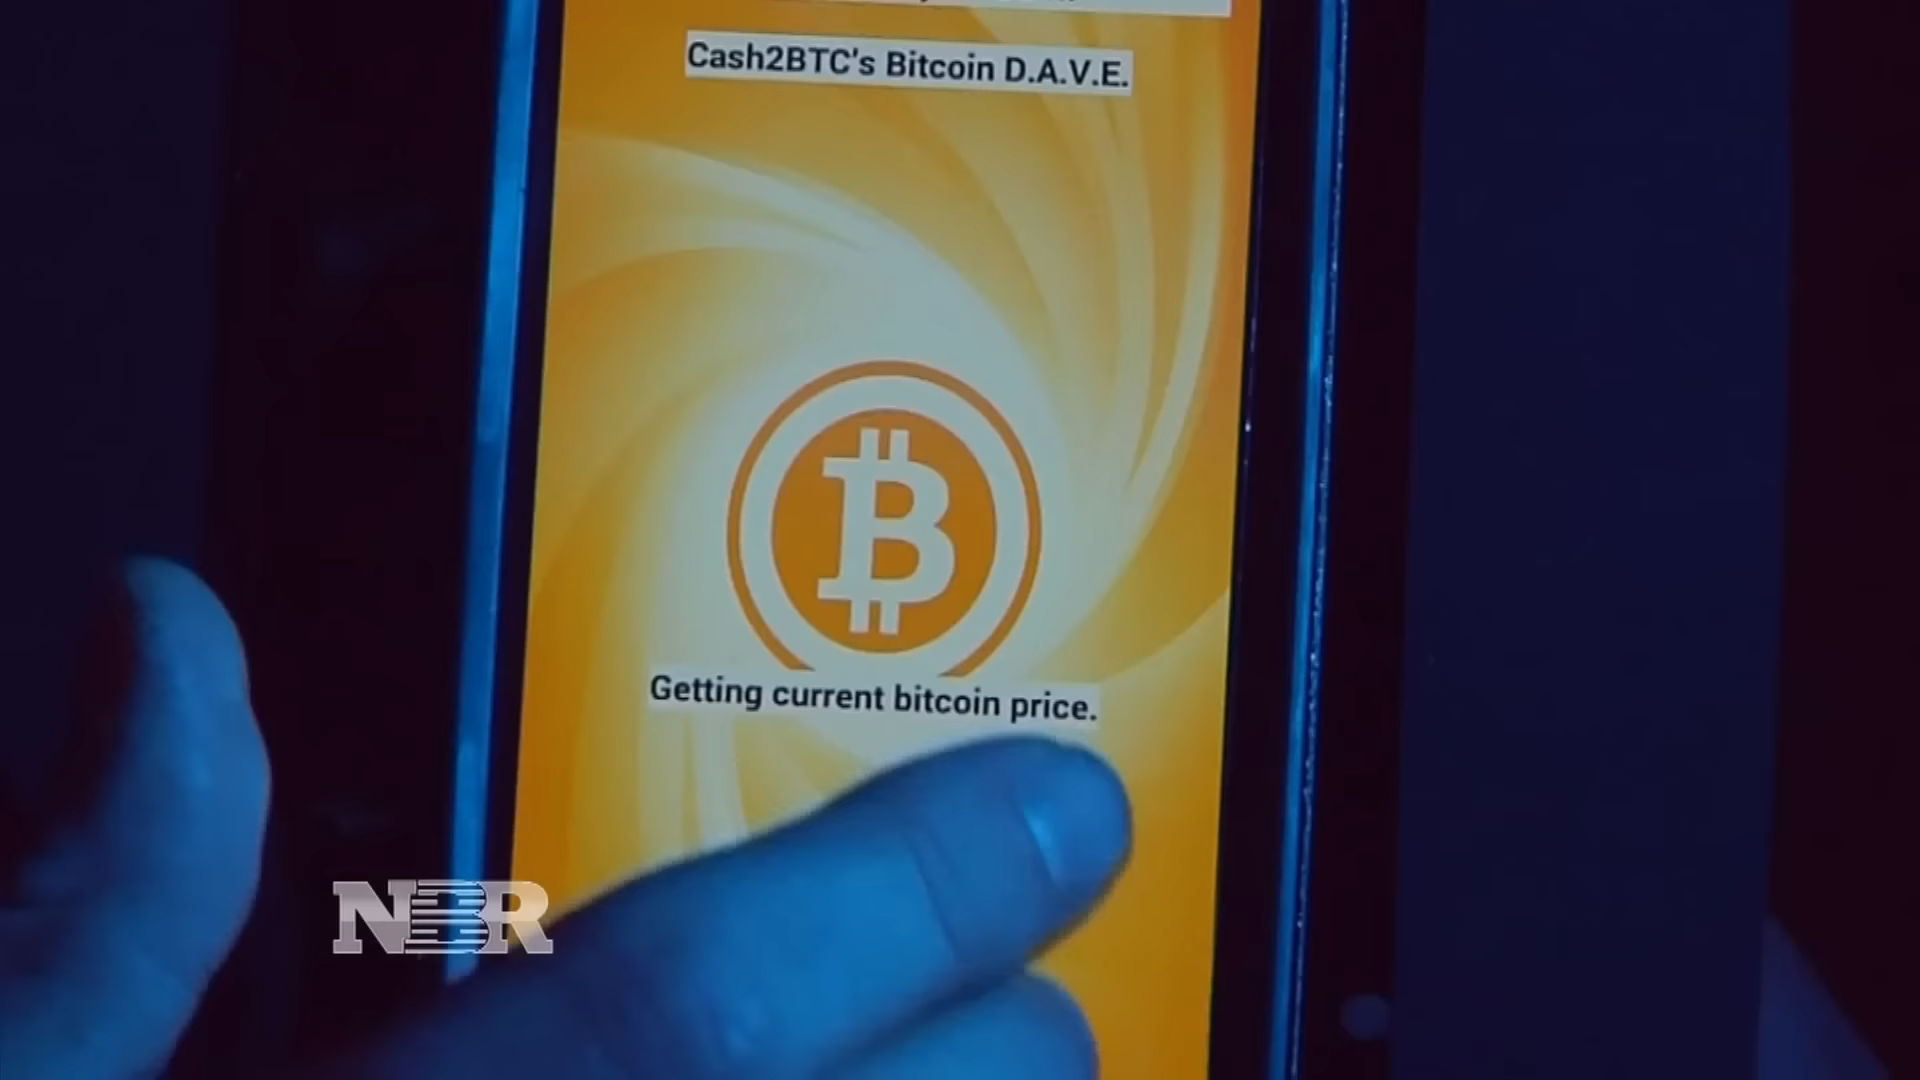 Cash2BTC's Bitcoin D.A.V.E.
Getting current bitcoin price.
NBR